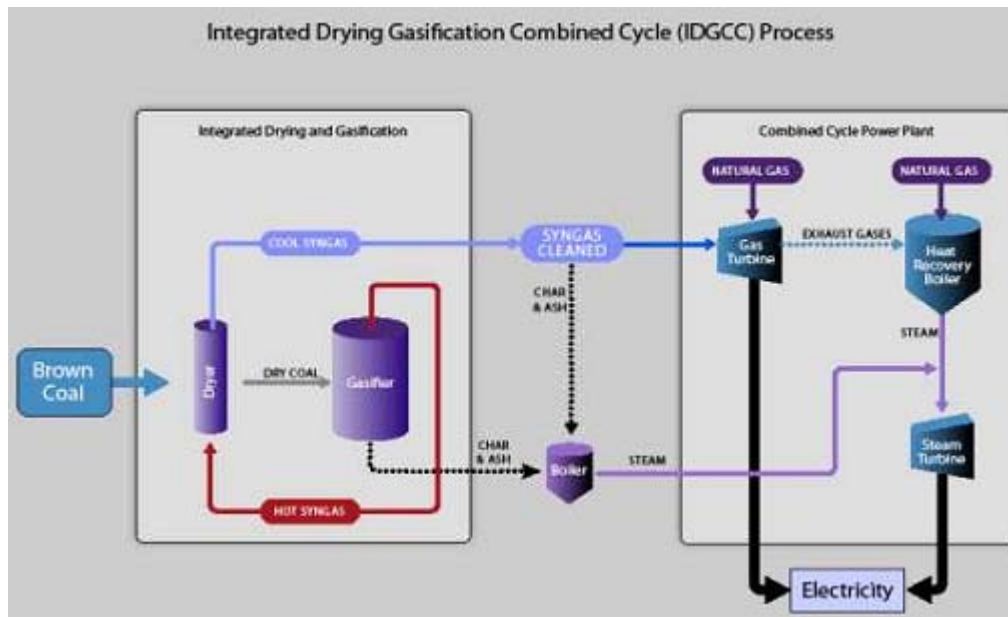 Integrated Drying Gasification Combined Cycle (IDGCC) Process
Integrated Drying and Gasification
Combined Cycle Power Plant
NATURAL GAS
NATURAL GAS
COOL SYNGAS
SYNGAS
CLEANED
Gas
Turbine
EXHAUST GASES
Heat
Recovery
Boiler
CHAR
& ASH
STEAM
Brown
Coal
Dryer
DRY COAL
Gasifier
CHAR
& ASH
Boiler
STEAM
Steam
Turbine
HOT SYNGAS
Electricity